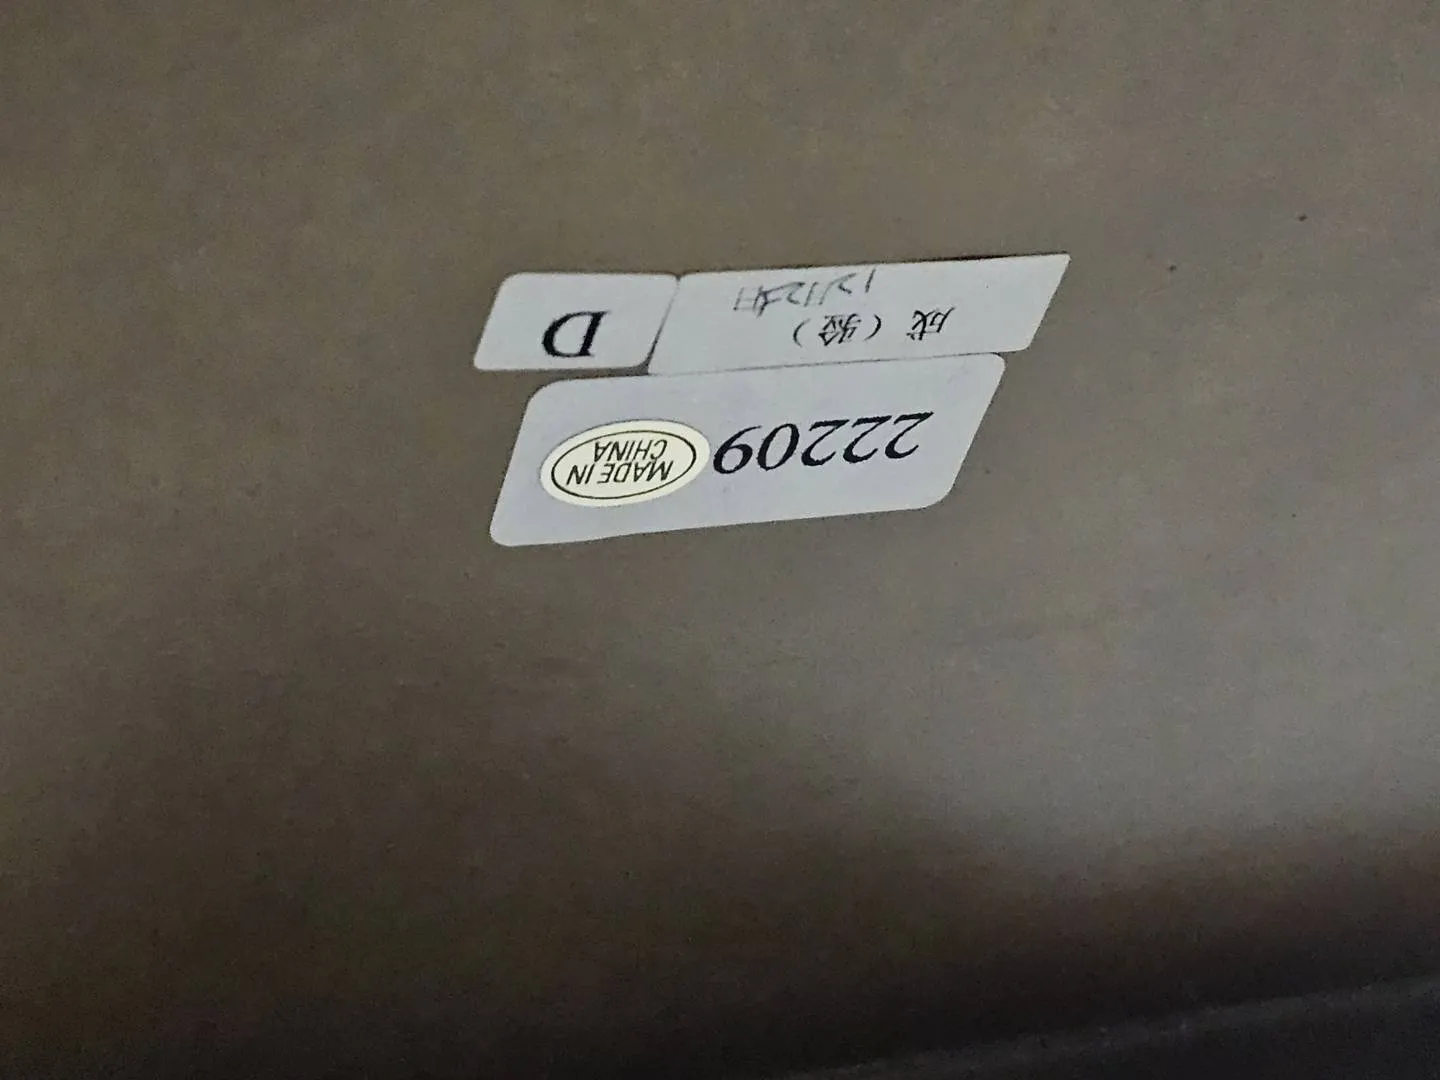 22209
MADE IN
CHINA
成（验）
D